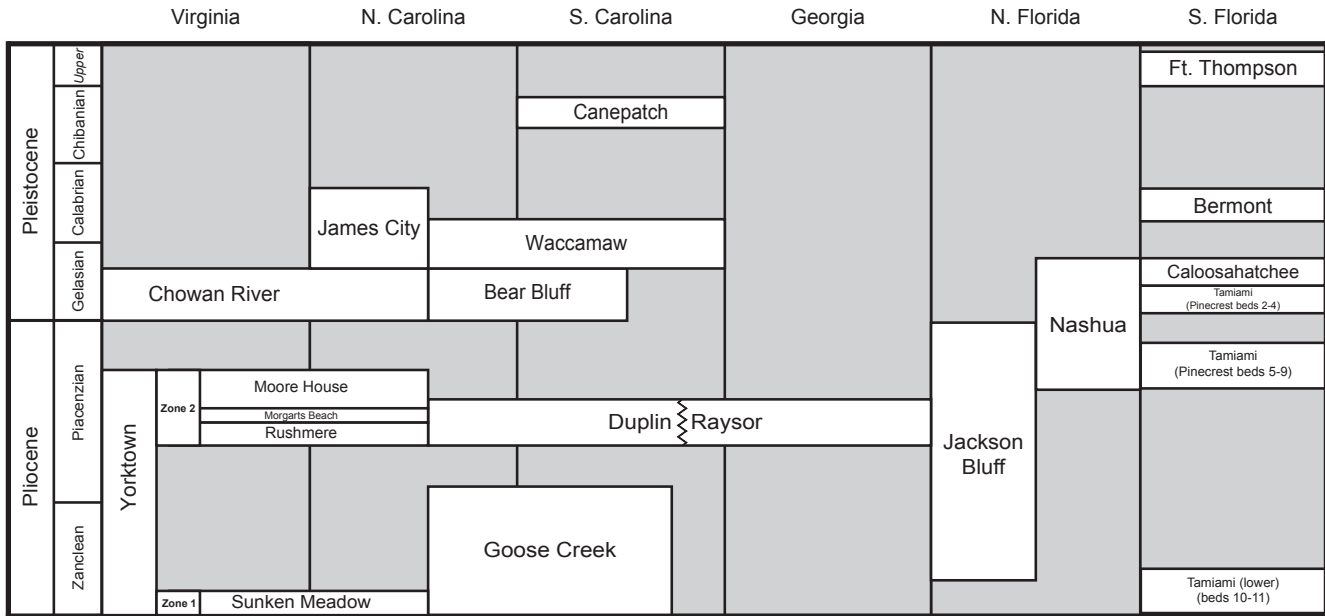 Virginia
N. Carolina
S. Carolina
Georgia
N. Florida
S. Florida
Pleistocene
Upper
Chibanian
Calabrian
Gelasian
Pliocene
Piacenzian
Zanclean
Ft. Thompson
Canepatch
James City
Bermont
Waccamaw
Chowan River
Bear Bluff
Caloosahatchee
Tamiami
(Pinecrest beds 2-4)
Nashua
Tamiami
(Pinecrest beds 5-9)
Yorktown
Zone 2
Moore House
Morgarts Beach
Rushmere
Duplin
Raysor
Jackson
Bluff
Goose Creek
Zone 1
Sunken Meadow
Tamiami (lower)
(beds 10-11)